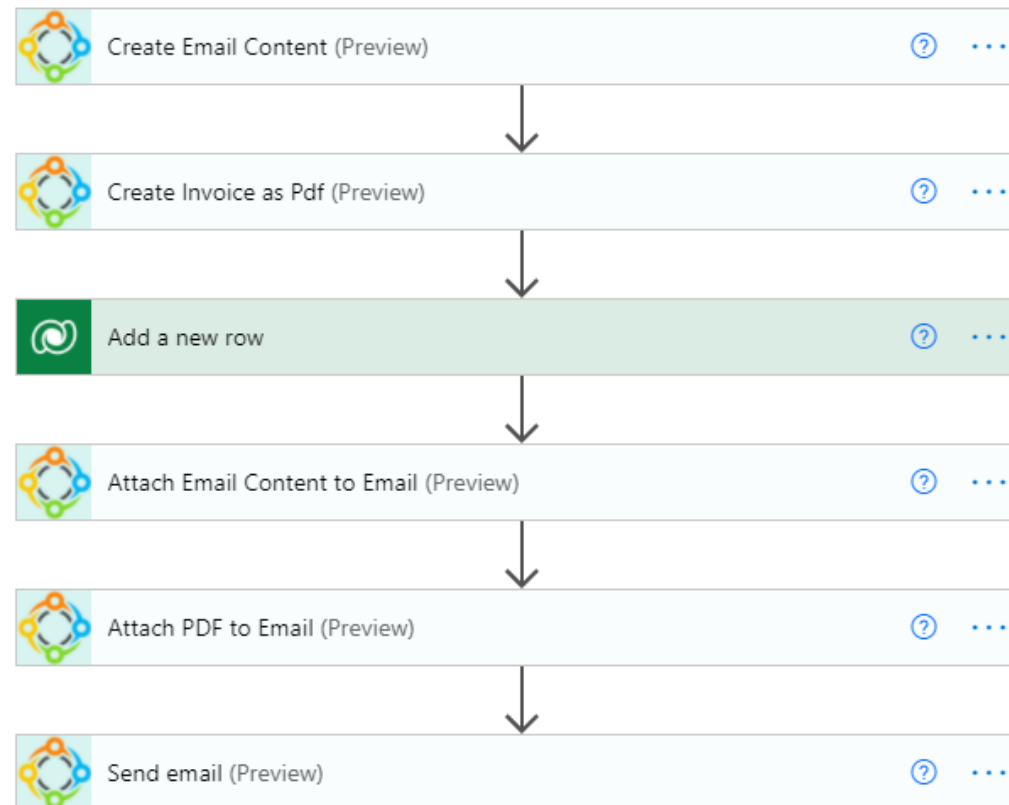 Create Email Content (Preview)
Create Invoice as Pdf (Preview)
Add a new row
Attach Email Content to Email (Preview)
Attach PDF to Email (Preview)
Send email (Preview)